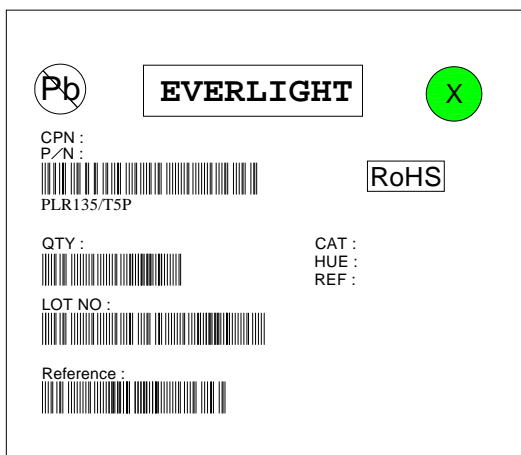 Pb
EVERLIGHT
X
CPN :
P/N :
RoHS
PLR135/T5P
QTY :
CAT :
HUE :
REF :
LOT NO :
Reference :